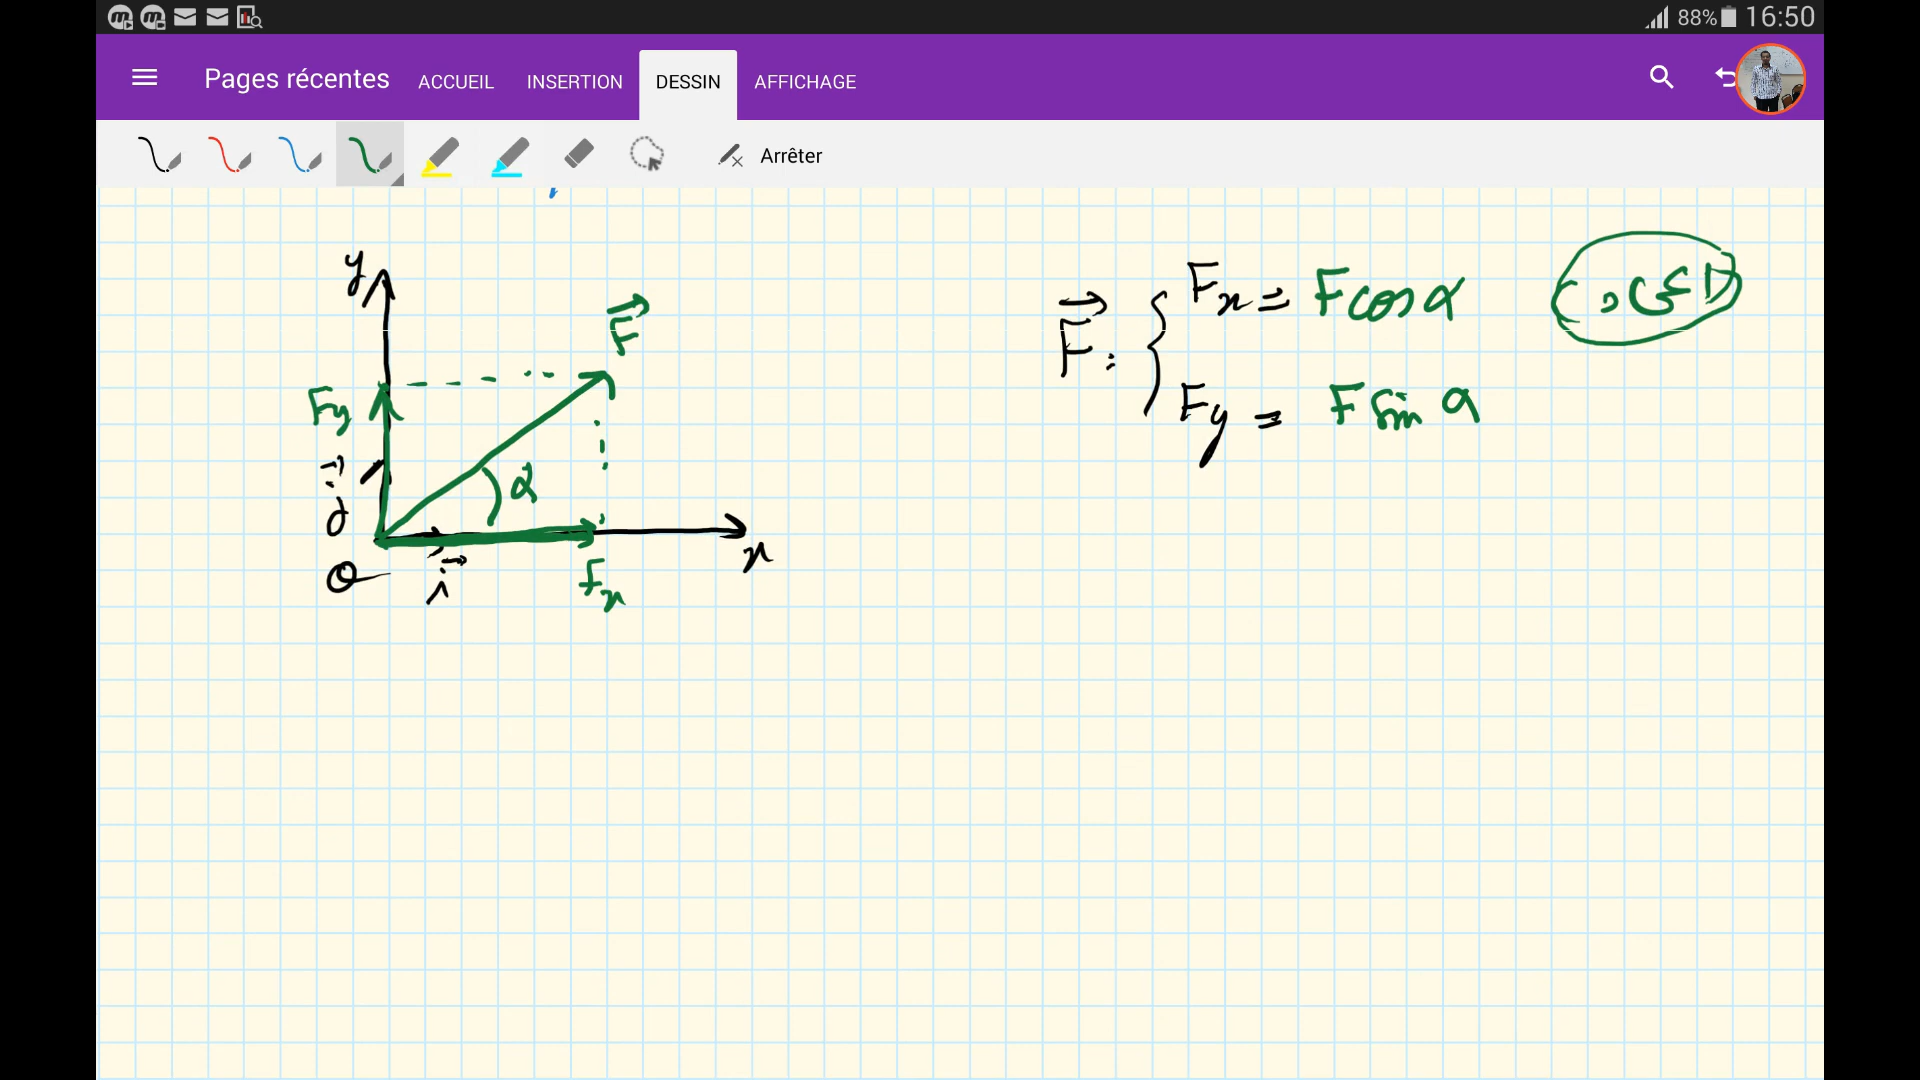 88% 16:50
Pages récentes ACCUEIL INSERTION DESSIN AFFICHAGE
Arrêter
y
F
Fy
j
α
O
i
Fx
x
F : { Fx = F cos α
Fy = F sin α